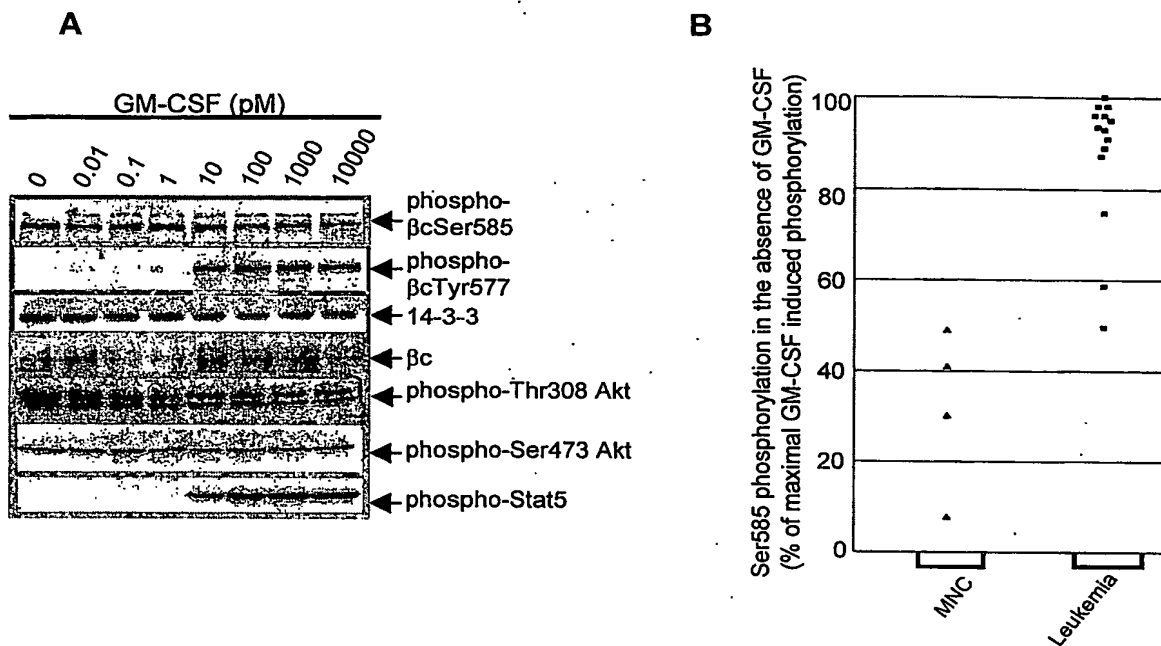 A
GM-CSF (pM)
0 0.01 0.1 1 10 100 1000 10000
phospho-
βcSer585
phospho-
βcTyr577
14-3-3
βc
phospho-Thr308 Akt
phospho-Ser473 Akt
phospho-Stat5
B
Ser585 phosphorylation in the absence of GM-CSF
(% of maximal GM-CSF induced phosphorylation)
100
80
60
40
20
0
MNC
Leukemia